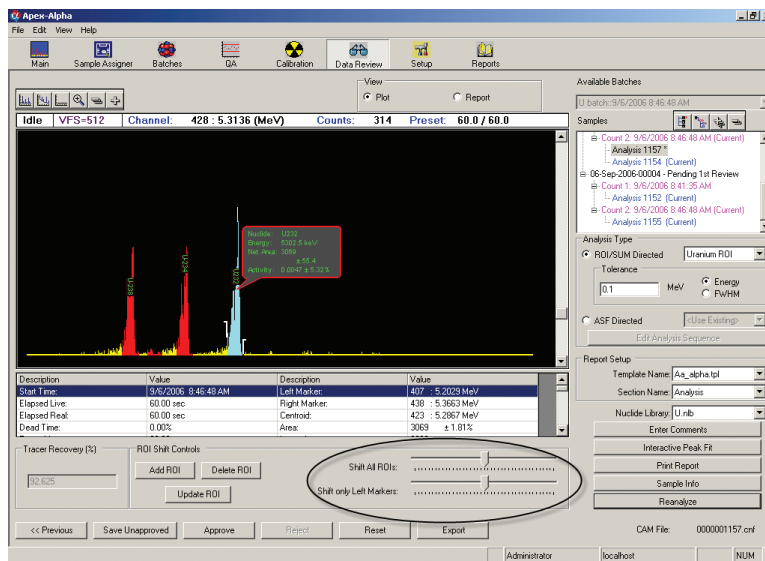 Apex-Alpha
File Edit View Help
Main Sample Assigner Batches QA Calibration Data Review Setup Reports
View
Plot Report
Idle VFS=512 Channel: 428 : 5.3136 (MeV) Counts: 314 Preset: 60.0 / 60.0
U-238
U-234
U232
Nuclide: U232
Energy: 5302.5 keV
Net Area: 3059
± 55.4
Activity: 0.0047 ± 5.32%
Description Value Description Value
Start Time: 9/6/2006 8:46:48 AM Left Marker: 407 : 5.2029 MeV
Elapsed Live: 60.00 sec Right Marker: 438 : 5.3663 MeV
Elapsed Real: 60.00 sec Centroid: 423 : 5.2867 MeV
Dead Time: 0.00% Area: 3069 ± 1.81%
Tracer Recovery (%)
92.625
ROI Shift Controls
Add ROI Delete ROI
Update ROI
Shift All ROIs:
Shift only Left Markers:
<< Previous Save Unapproved Approve Reject Reset Export
Available Batches
U batch::9/6/2006 8:46:48 AM
Samples
Count 2: 9/6/2006 8:46:48 AM (Current)
Analysis 1157 *
Analysis 1154 (Current)
06-Sep-2006-00004 - Pending 1st Review
Count 1: 9/6/2006 8:41:35 AM
Analysis 1152 (Current)
Count 2: 9/6/2006 8:46:48 AM (Current)
Analysis 1155 (Current)
Analysis Type
ROI/SUM Directed Uranium ROI
Tolerance
0.1 MeV Energy
FWHM
ASF Directed <Use Existing>
Edit Analysis Sequence
Report Setup
Template Name: Aa_alpha.tpl
Section Name: Analysis
Nuclide Library: U.nlb
Enter Comments
Interactive Peak Fit
Print Report
Sample Info
Reanalyze
CAM File: 0000001157.cnf
Administrator localhost NUM